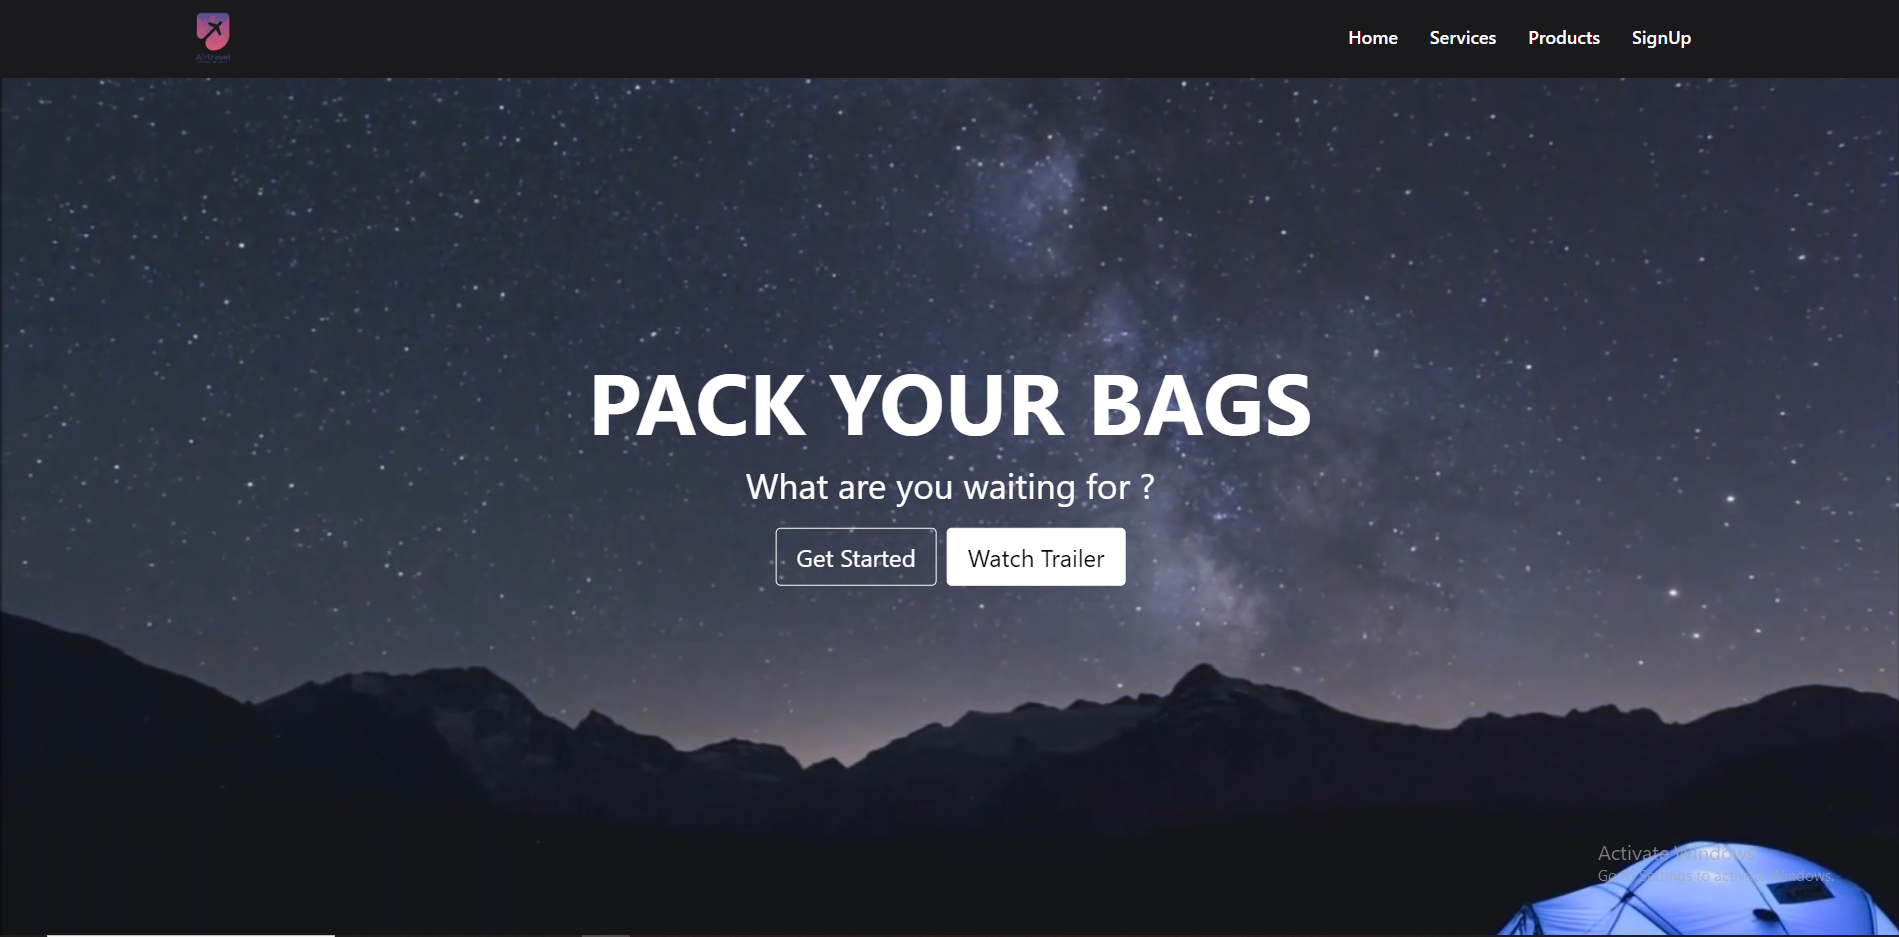 Airtravel
Home Services Products SignUp
PACK YOUR BAGS
What are you waiting for ?
Get Started Watch Trailer
Activate Windows
Go to Settings to activate Windows.